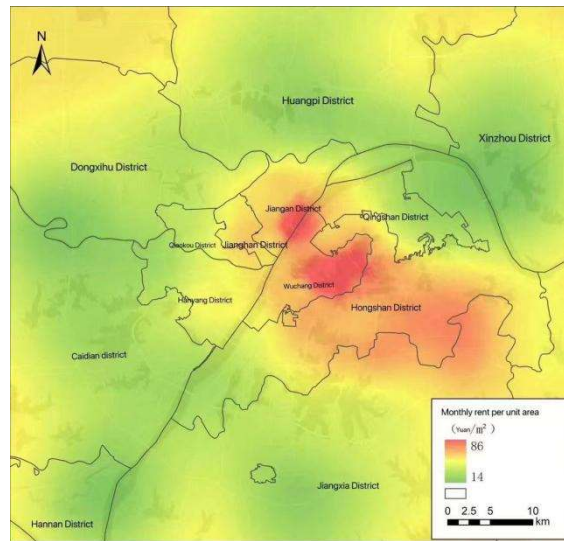 N
Huangpi District
Xinzhou District
Dongxihu District
Jiangan District
Qingshan District
Qiaokou District
Jianghan District
Wuchang District
Hanyang District
Hongshan District
Caidian district
Jiangxia District
Hannan District
Monthly rent per unit area
(Yuan/m²)
86
14
0 2.5 5 10
km